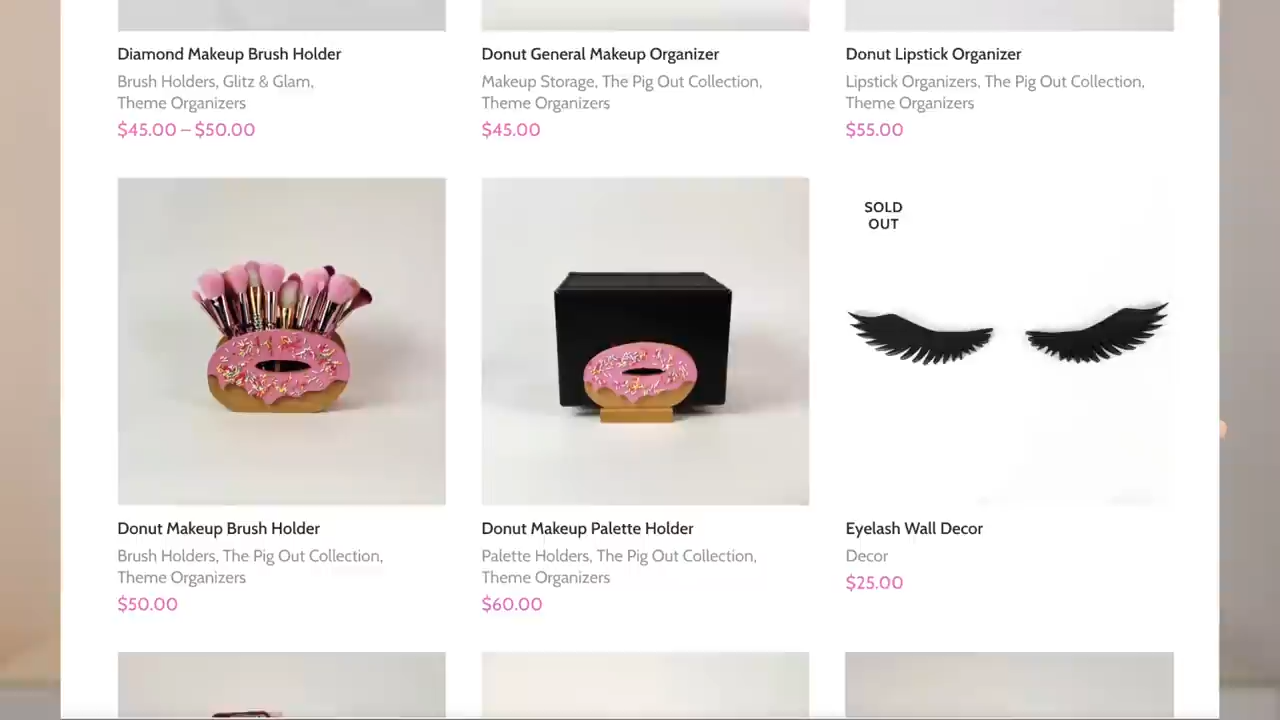 Diamond Makeup Brush Holder
Brush Holders, Glitz & Glam,
Theme Organizers
$45.00 – $50.00
Donut General Makeup Organizer
Makeup Storage, The Pig Out Collection,
Theme Organizers
$45.00
Donut Lipstick Organizer
Lipstick Organizers, The Pig Out Collection,
Theme Organizers
$55.00
SOLD
OUT
Donut Makeup Brush Holder
Brush Holders, The Pig Out Collection,
Theme Organizers
$50.00
Donut Makeup Palette Holder
Palette Holders, The Pig Out Collection,
Theme Organizers
$60.00
Eyelash Wall Decor
Decor
$25.00